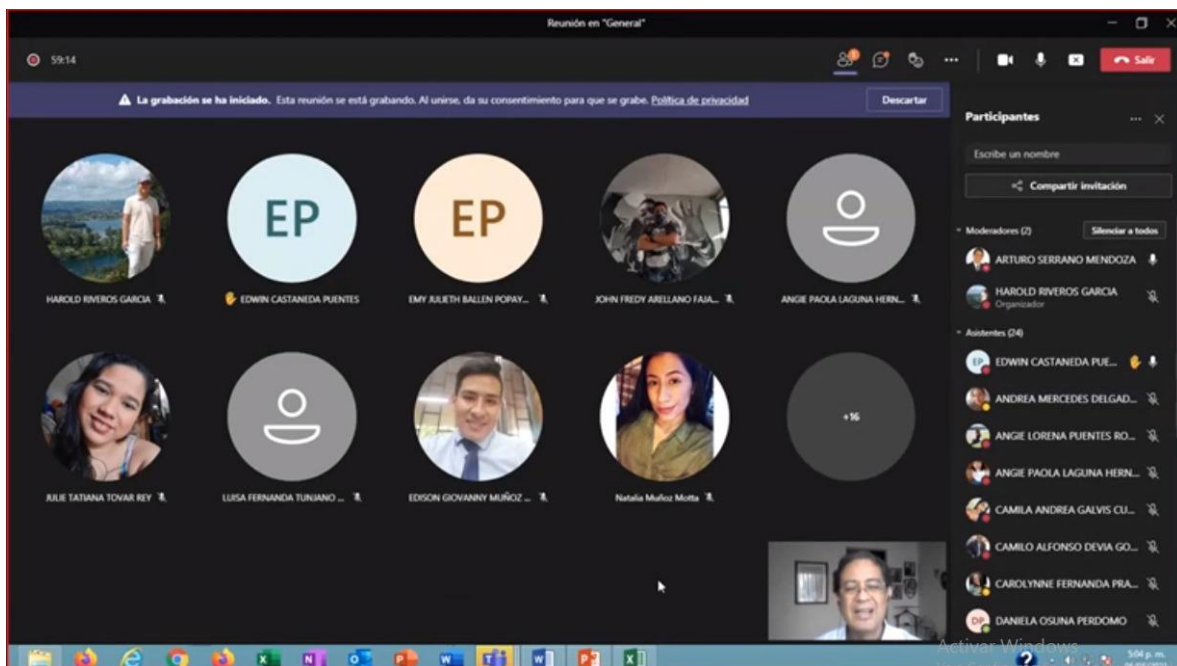 Reunión en "General"
59:14
Salir
La grabación se ha iniciado. Esta reunión se está grabando. Al unirse, da su consentimiento para que se grabe. Política de privacidad
Descartar
EP
EP
HAROLD RIVEROS GARCIA
EDWIN CASTANEDA PUENTES
EMY JULIETH BALLEN POPAY...
JOHN FREDY ARELLANO FAJA...
ANGIE PAOLA LAGUNA HERN...
+16
JULIE TATIANA TOVAR REY
LUISA FERNANDA TUNJANO ...
EDISON GIOVANNY MUÑOZ ...
Natalia Muñoz Motta
Participantes
Escribe un nombre
Compartir invitación
Moderadores (2)
Silenciar a todos
ARTURO SERRANO MENDOZA
HAROLD RIVEROS GARCIA
Organizador
Asistentes (24)
EP EDWIN CASTANEDA PUE...
ANDREA MERCEDES DELGAD...
ANGIE LORENA PUENTES RO...
ANGIE PAOLA LAGUNA HERN...
CAMILA ANDREA GALVIS CU...
CAMILO ALFONSO DEVIA GO...
CAROLYNNE FERNANDA PRA...
DP DANIELA OSUNA PERDOMO
Activar Windows
5:04 p. m.